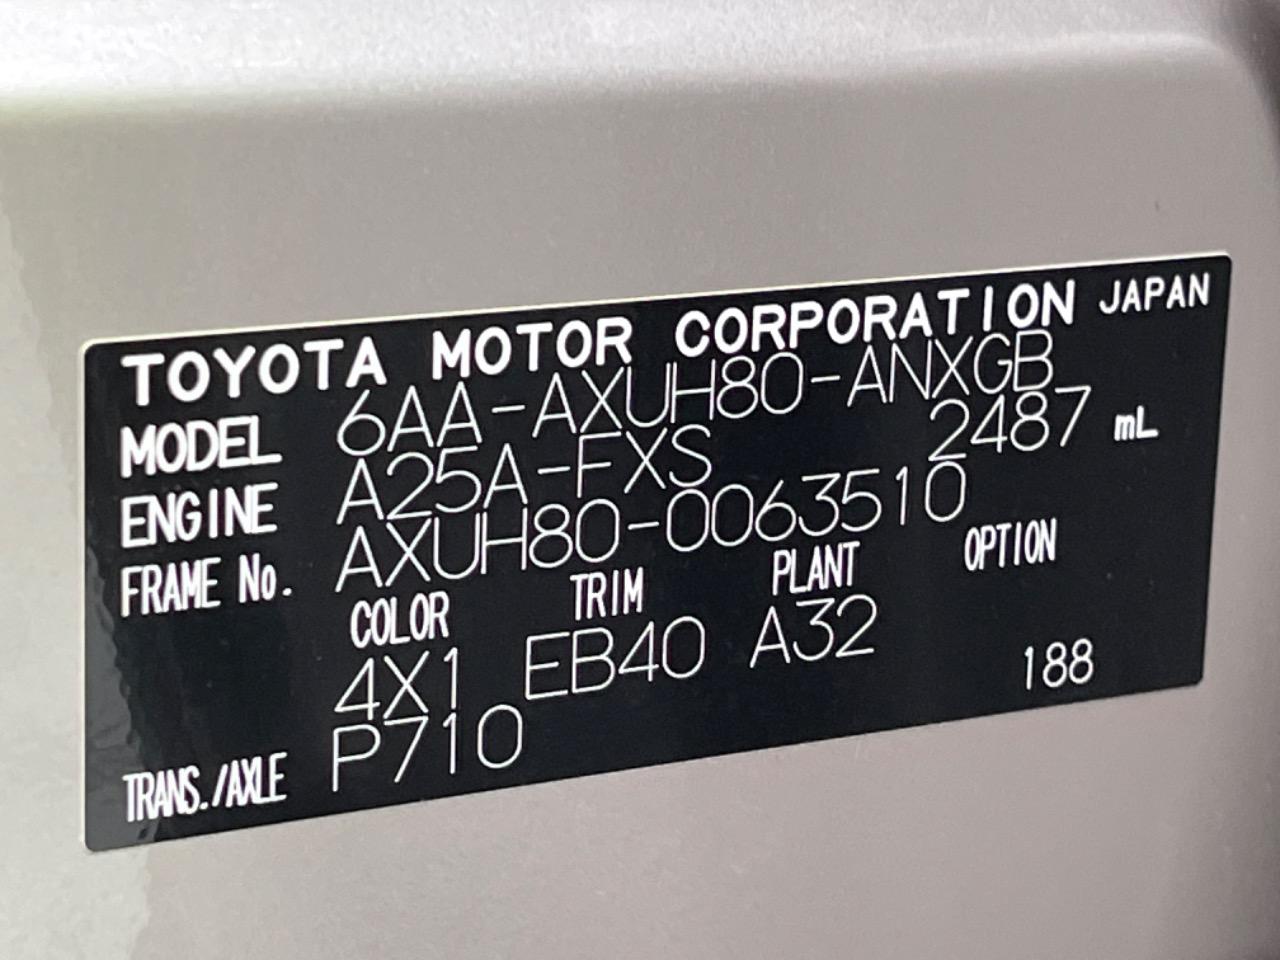 TOYOTA MOTOR CORPORATION JAPAN
MODEL 6AA-AXUH80-ANXGB
ENGINE A25A-FXS 2487 mL
FRAME No. AXUH80-0063510
COLOR TRIM PLANT OPTION
4X1 EB40 A32
TRANS./AXLE P710 188